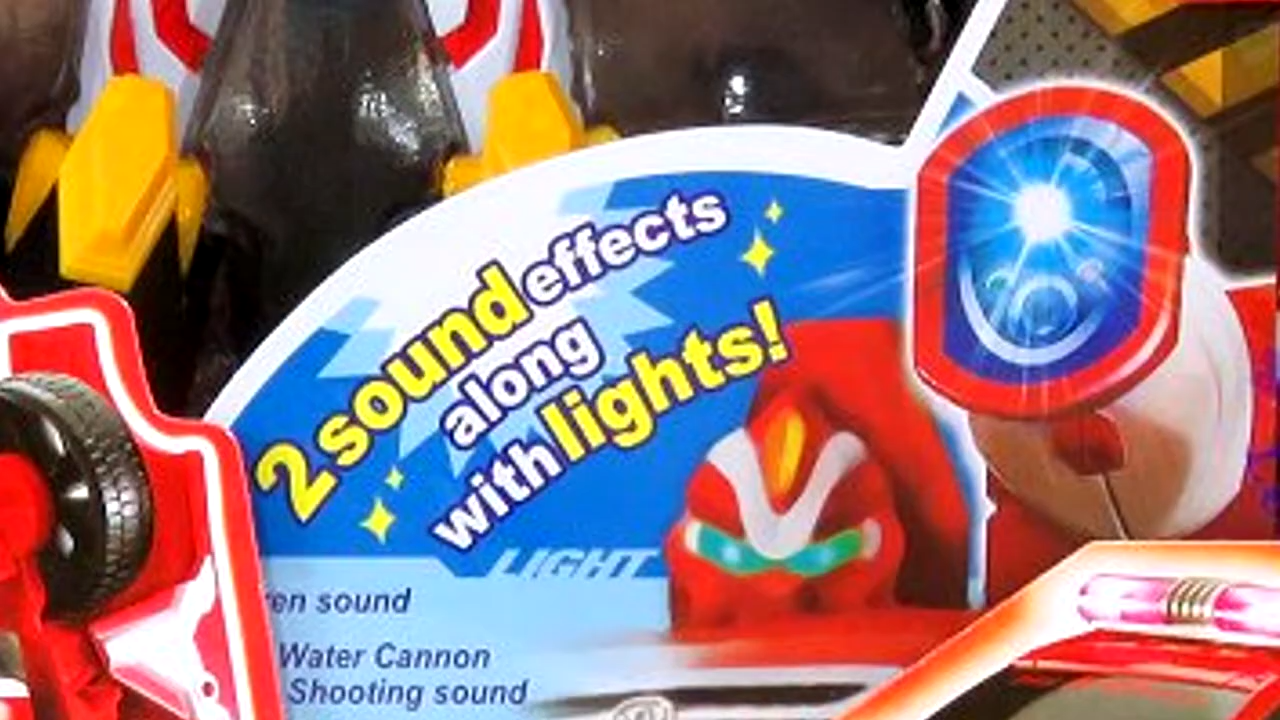 2 sound effects
along
with lights!
LIGHT
ren sound
Water Cannon
Shooting sound